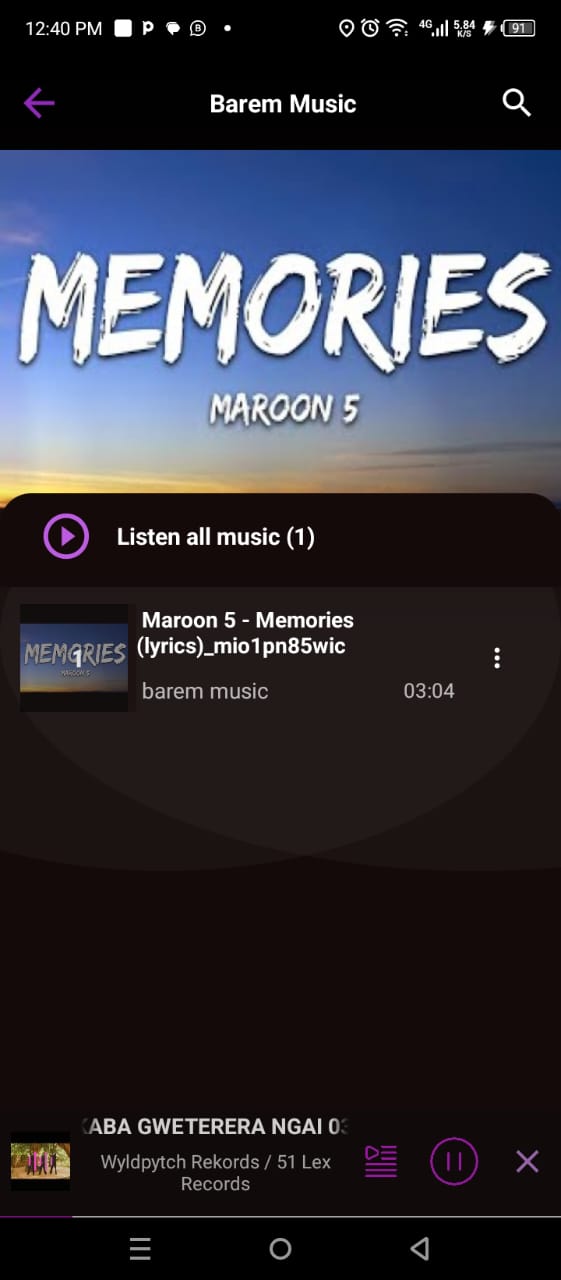 12:40 PM
4G 5.84 K/S 91
Barem Music
MEMORIES
MAROON 5
Listen all music (1)
MEMORIES
MAROON 5
1
Maroon 5 - Memories
(lyrics)_mio1pn85wic
barem music 03:04
ABA GWETERERA NGAI 03
Wyldpytch Rekords / 51 Lex
Records